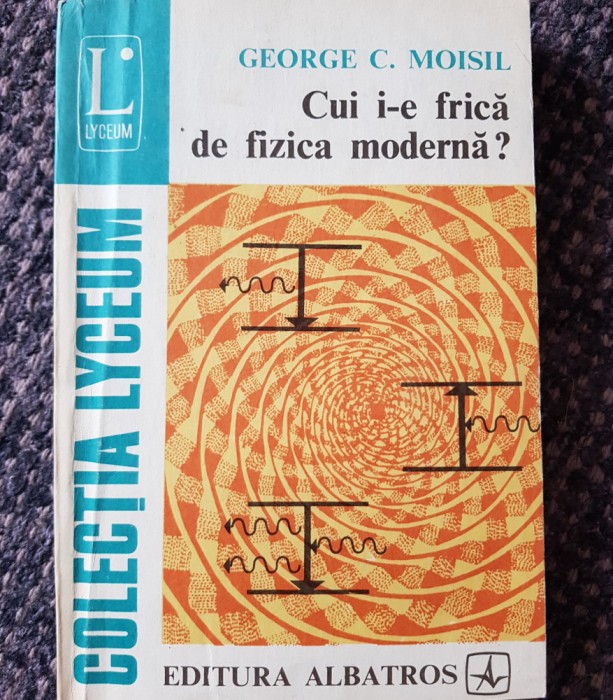 L
LYCEUM
GEORGE C. MOISIL
Cui i-e frică
de fizica modernă?
COLECȚIA LYCEUM
EDITURA ALBATROS